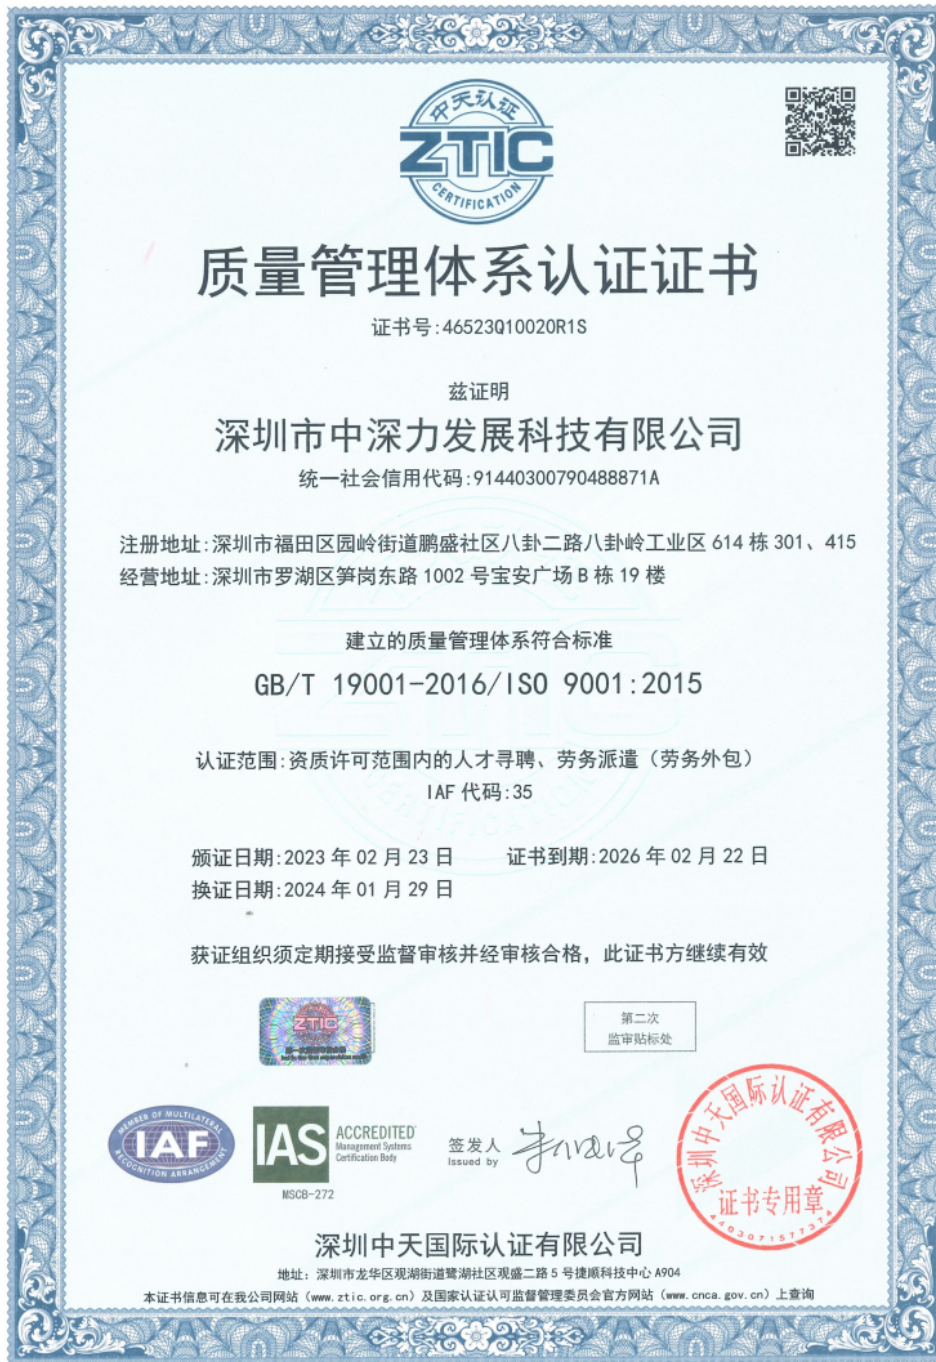 中天认证
ZTIC
CERTIFICATION
质量管理体系认证证书
证书号:46523Q10020R1S
兹证明
深圳市中深力发展科技有限公司
统一社会信用代码:91440300790488871A
注册地址:深圳市福田区园岭街道鹏盛社区八卦二路八卦岭工业区 614 栋 301、415
经营地址:深圳市罗湖区笋岗东路 1002 号宝安广场 B 栋 19 楼
建立的质量管理体系符合标准
GB/T 19001-2016/ISO 9001:2015
认证范围:资质许可范围内的人才寻聘、劳务派遣（劳务外包）
IAF 代码:35
颁证日期:2023 年 02 月 23 日 证书到期:2026 年 02 月 22 日
换证日期:2024 年 01 月 29 日
获证组织须定期接受监督审核并经审核合格，此证书方继续有效
ZTIC
第二次
监审贴标处
MEMBER OF MULTILATERAL
IAF
RECOGNITION ARRANGEMENT
IAS
ACCREDITED
Management Systems
Certification Body
MSCB-272
签发人
Issued by
深圳中天国际认证有限公司
证书专用章
4403071577374
深圳中天国际认证有限公司
地址：深圳市龙华区观湖街道鹭湖社区观盛二路 5 号捷顺科技中心 A904
本证书信息可在我公司网站（www.ztic.org.cn）及国家认证认可监督管理委员会官方网站（www.cnca.gov.cn）上查询